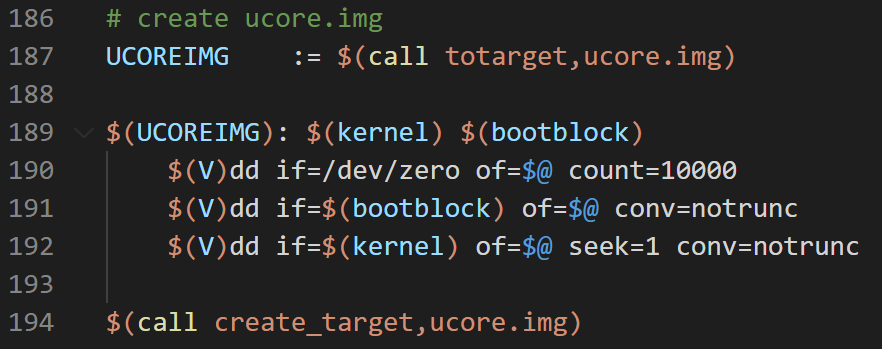 186 # create ucore.img
187 UCOREIMG := $(call totarget,ucore.img)
188
189 $(UCOREIMG): $(kernel) $(bootblock)
190 $(V)dd if=/dev/zero of=$@ count=10000
191 $(V)dd if=$(bootblock) of=$@ conv=notrunc
192 $(V)dd if=$(kernel) of=$@ seek=1 conv=notrunc
193
194 $(call create_target,ucore.img)